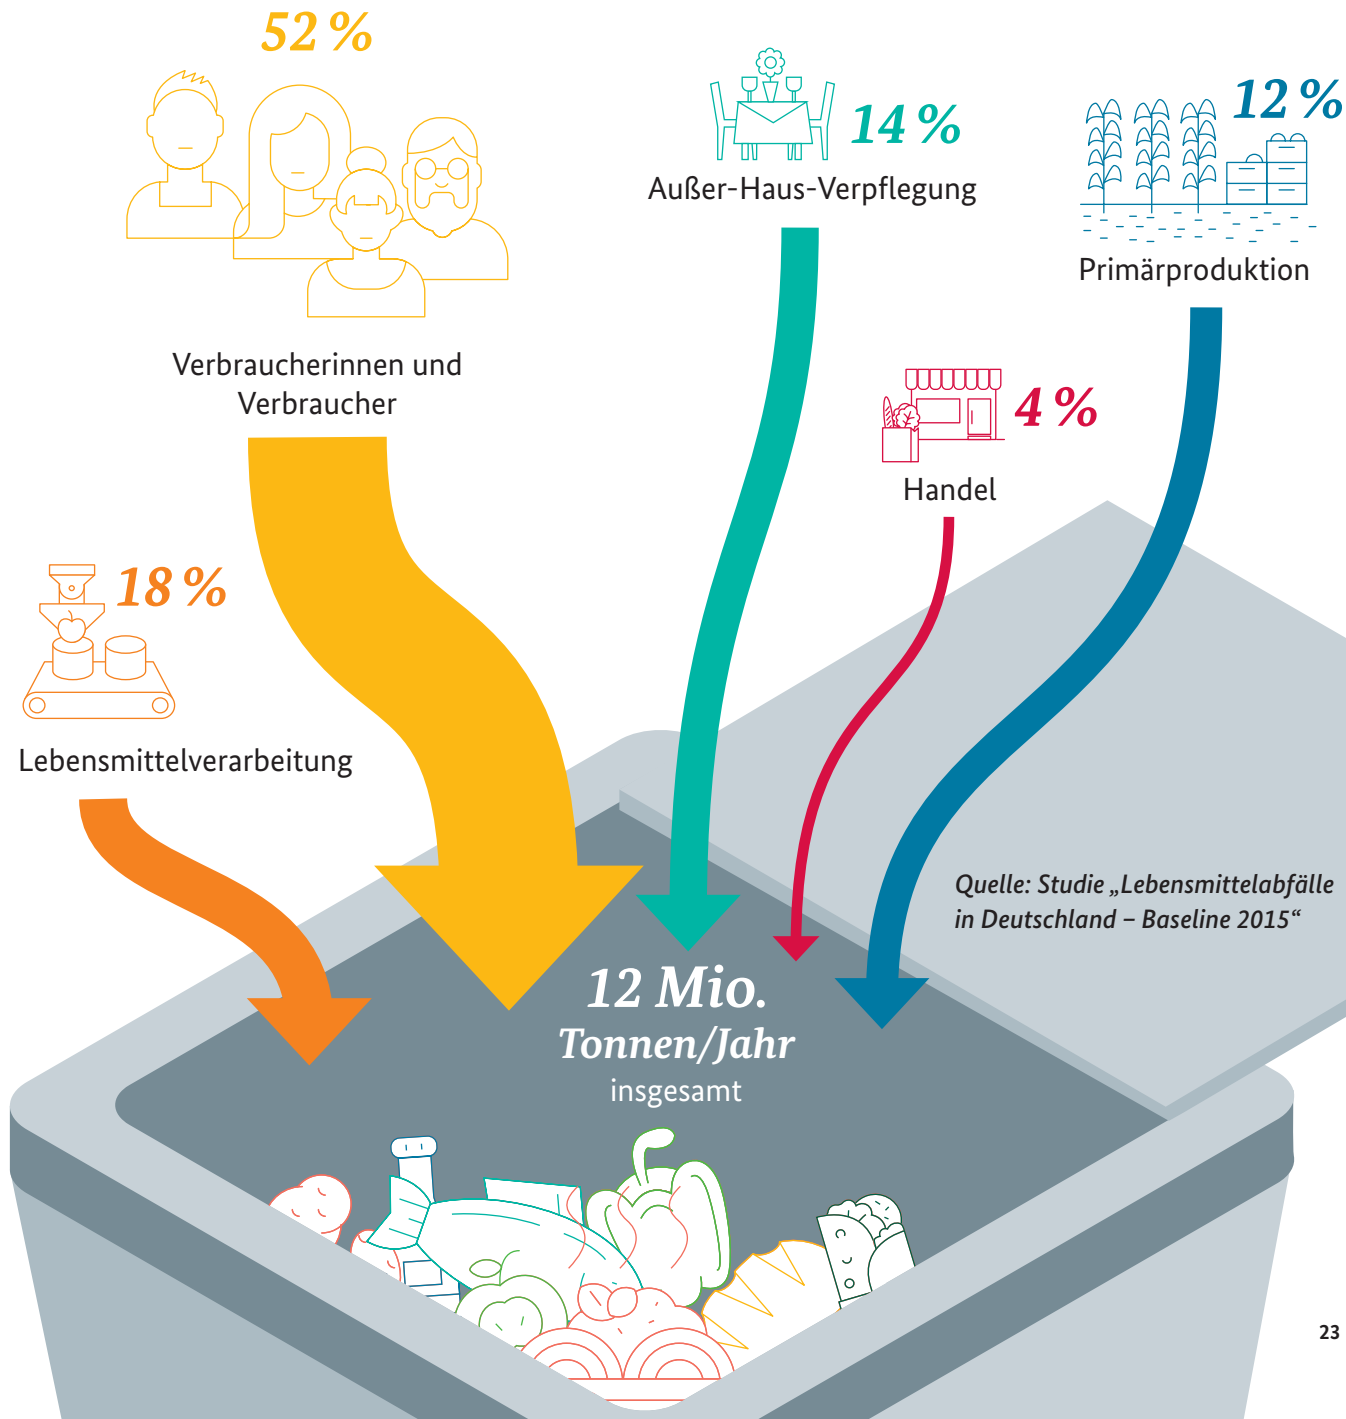 52 %
Verbraucherinnen und
Verbraucher
14 %
Außer-Haus-Verpflegung
12 %
Primärproduktion
4 %
Handel
18 %
Lebensmittelverarbeitung
Quelle: Studie „Lebensmittelabfälle
in Deutschland – Baseline 2015“
12 Mio.
Tonnen/Jahr
insgesamt
23